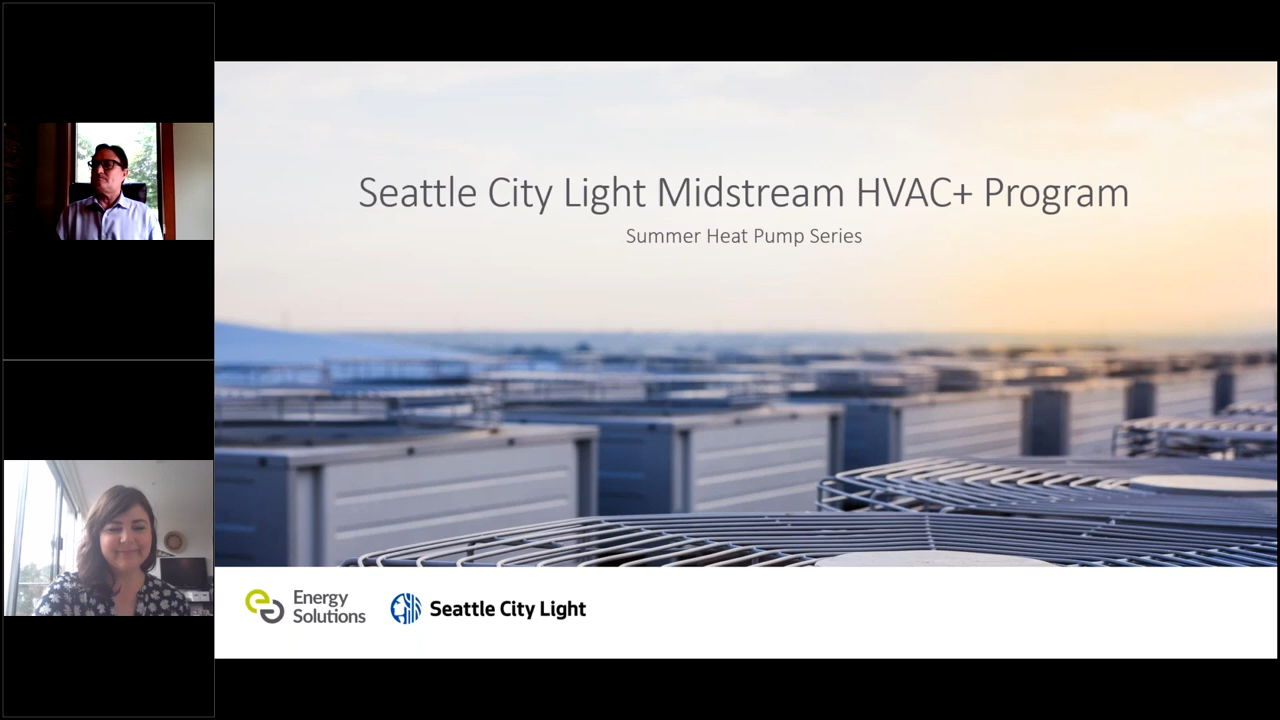 Seattle City Light Midstream HVAC+ Program
Summer Heat Pump Series
Energy
Solutions
Seattle City Light